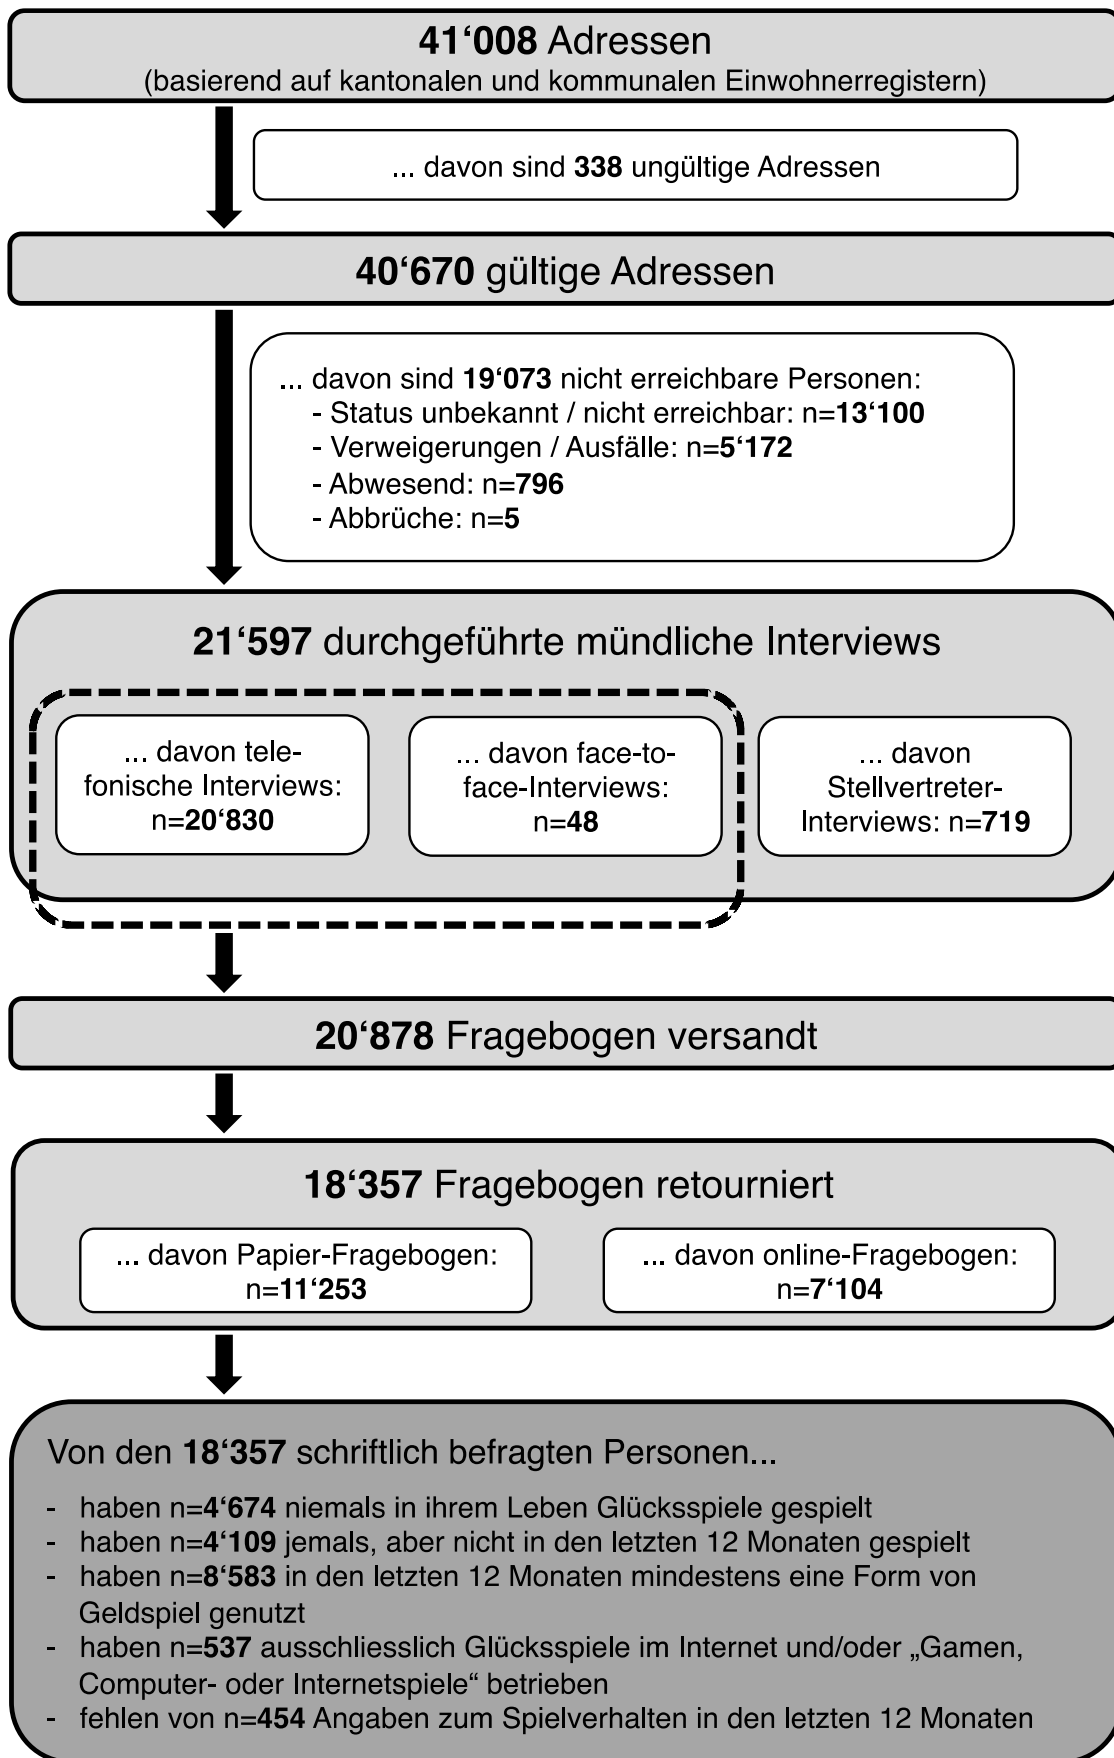 41‘008 Adressen
(basierend auf kantonalen und kommunalen Einwohnerregistern)
... davon sind 338 ungültige Adressen
40‘670 gültige Adressen
... davon sind 19‘073 nicht erreichbare Personen:
- Status unbekannt / nicht erreichbar: n=13‘100
- Verweigerungen / Ausfälle: n=5‘172
- Abwesend: n=796
- Abbrüche: n=5
21‘597 durchgeführte mündliche Interviews
... davon tele-
fonische Interviews:
n=20‘830
... davon face-to-
face-Interviews:
n=48
... davon
Stellvertreter-
Interviews: n=719
20‘878 Fragebogen versandt
18‘357 Fragebogen retourniert
... davon Papier-Fragebogen:
n=11‘253
... davon online-Fragebogen:
n=7‘104
Von den 18‘357 schriftlich befragten Personen...
- haben n=4‘674 niemals in ihrem Leben Glücksspiele gespielt
- haben n=4‘109 jemals, aber nicht in den letzten 12 Monaten gespielt
- haben n=8‘583 in den letzten 12 Monaten mindestens eine Form von
Geldspiel genutzt
- haben n=537 ausschliesslich Glücksspiele im Internet und/oder „Gamen,
Computer- oder Internetspiele“ betrieben
- fehlen von n=454 Angaben zum Spielverhalten in den letzten 12 Monaten